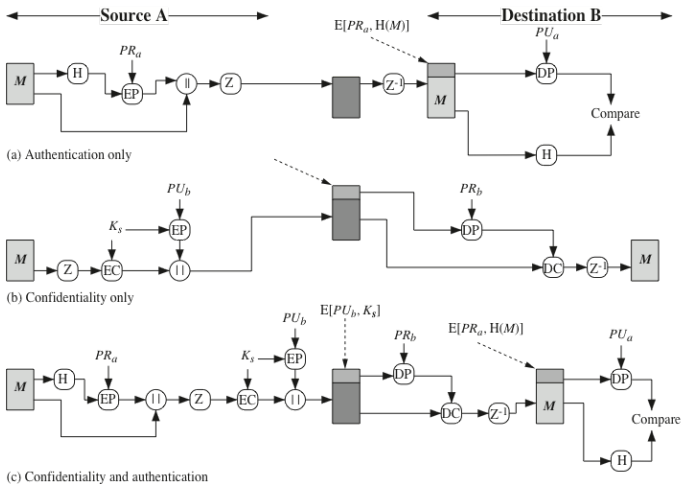 Source A
Destination B
E[PRa, H(M)]
PUa
PRa
M
H
EP
||
Z
Z-1
M
DP
Compare
H
(a) Authentication only
PUb
PRb
Ks
EP
DP
M
Z
EC
||
DC
Z-1
M
(b) Confidentiality only
E[PUb, Ks]
PUb
PRb
E[PRa, H(M)]
PUa
PRa
Ks
EP
DP
DP
M
H
EP
||
Z
EC
||
DC
Z-1
M
Compare
H
(c) Confidentiality and authentication